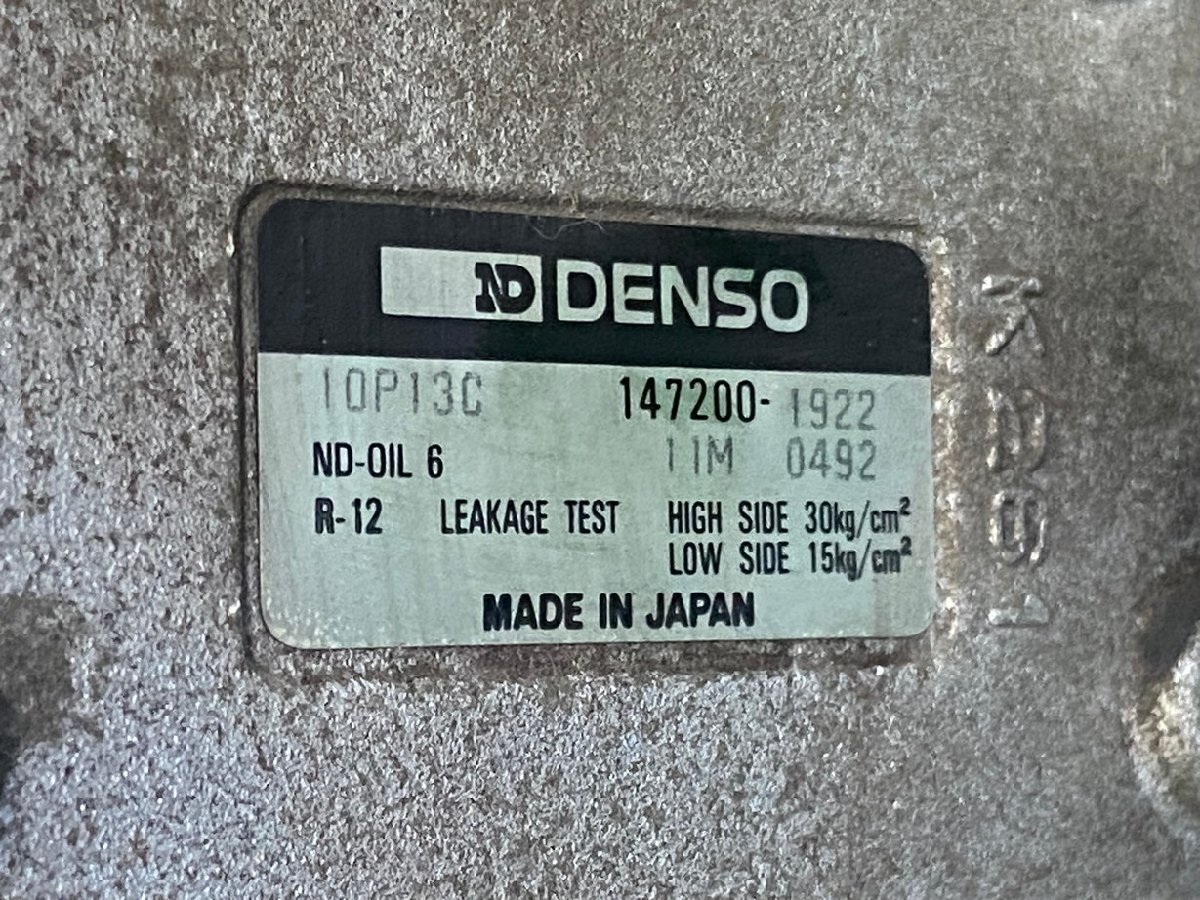 ND DENSO
10P13C 147200-1922
ND-OIL 6 11M 0492
R-12 LEAKAGE TEST HIGH SIDE 30kg/cm²
LOW SIDE 15kg/cm²
MADE IN JAPAN